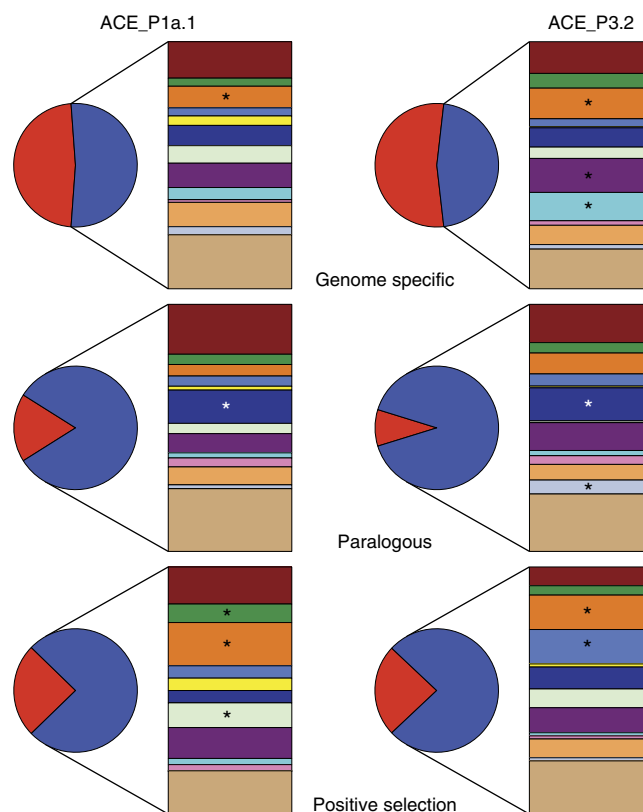 ACE_P1a.1
ACE_P3.2
*
*
*
*
Genome specific
*
*
*
Paralogous
*
*
*
*
*
Positive selection